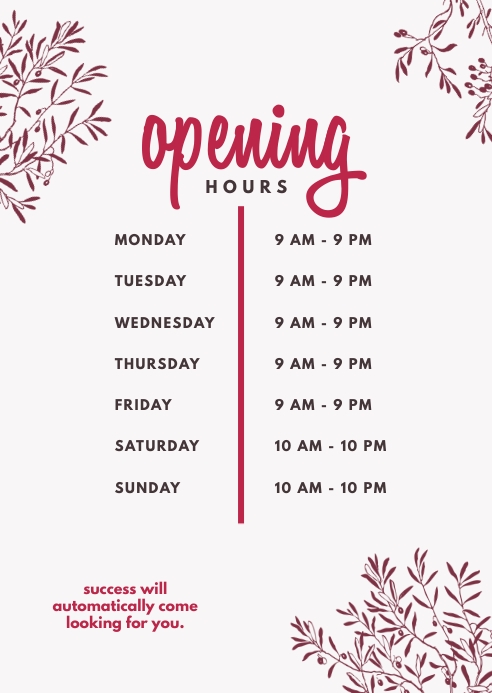 opening
HOURS
MONDAY 9 AM - 9 PM
TUESDAY 9 AM - 9 PM
WEDNESDAY 9 AM - 9 PM
THURSDAY 9 AM - 9 PM
FRIDAY 9 AM - 9 PM
SATURDAY 10 AM - 10 PM
SUNDAY 10 AM - 10 PM
success will
automatically come
looking for you.